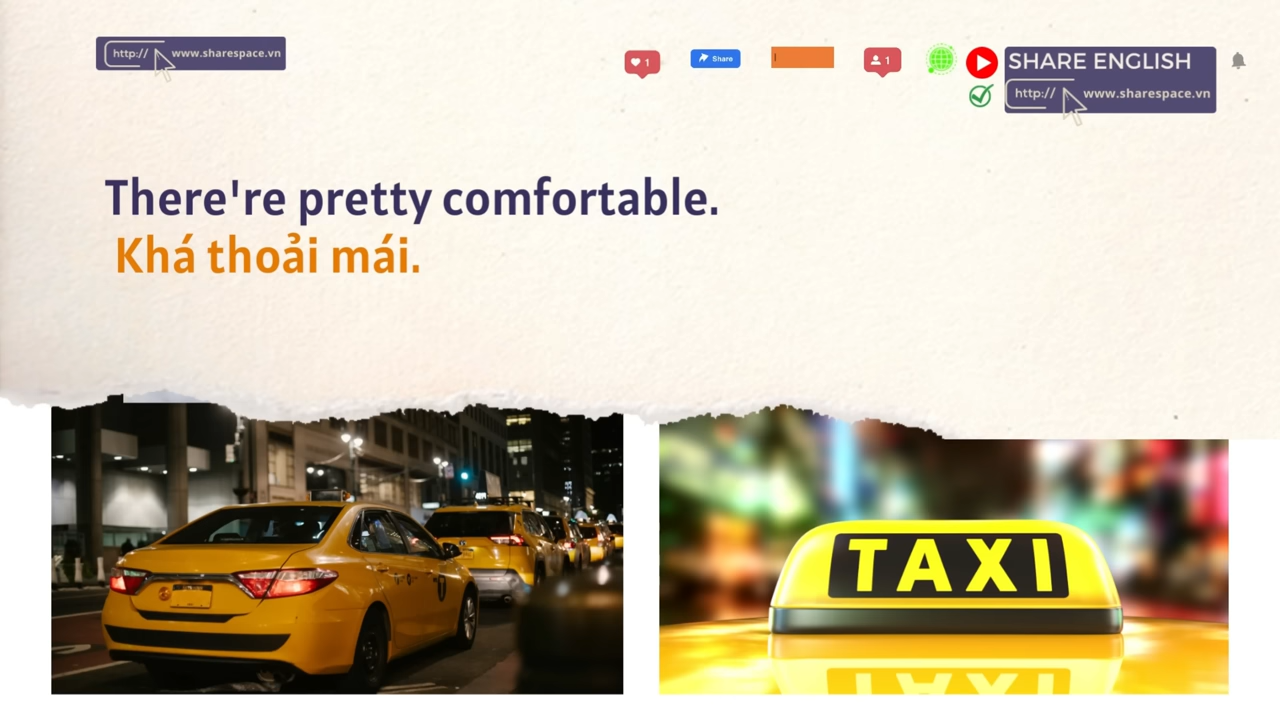 http:// www.sharespace.vn
1
Share
1
SHARE ENGLISH
http:// www.sharespace.vn
There're pretty comfortable.
Khá thoải mái.
TAXI